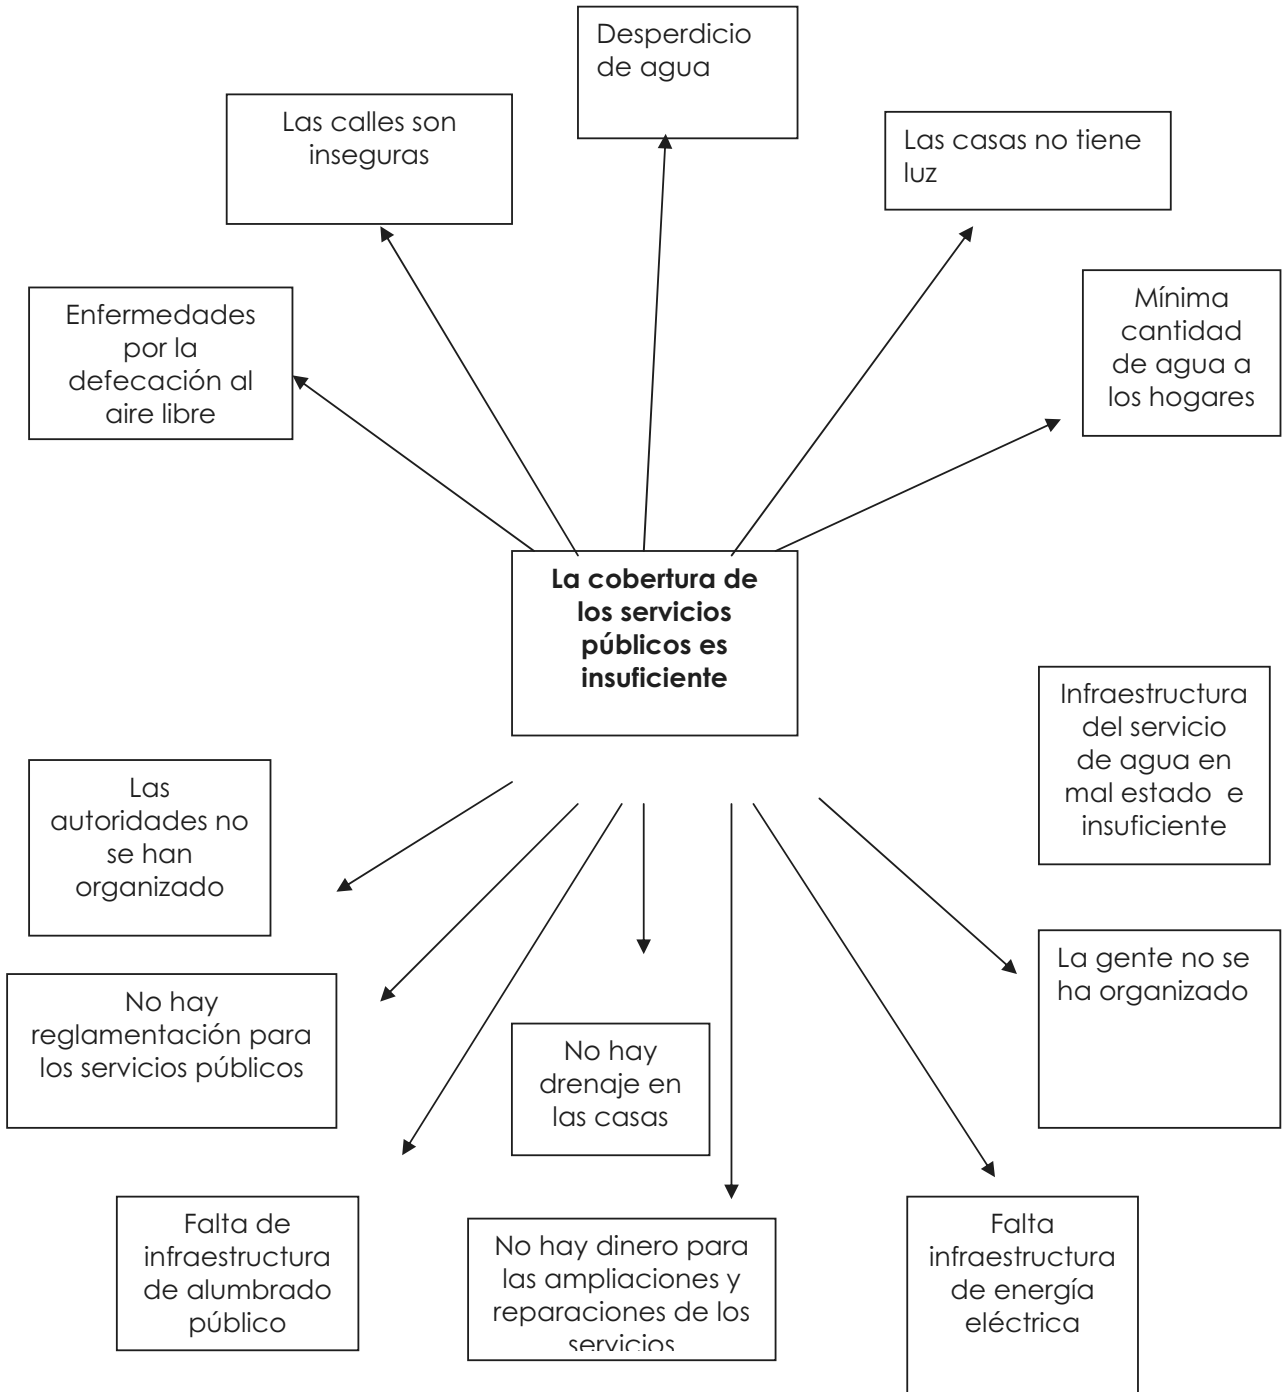 Desperdicio
de agua
Las calles son
inseguras
Las casas no tiene
luz
Enfermedades
por la
defecación al
aire libre
Mínima
cantidad
de agua a
los hogares
La cobertura de
los servicios
públicos es
insuficiente
Infraestructura
del servicio
de agua en
mal estado e
insuficiente
Las
autoridades no
se han
organizado
La gente no se
ha organizado
No hay
reglamentación para
los servicios públicos
No hay
drenaje en
las casas
Falta de
infraestructura
de alumbrado
público
No hay dinero para
las ampliaciones y
reparaciones de los
servicios
Falta
infraestructura
de energía
eléctrica